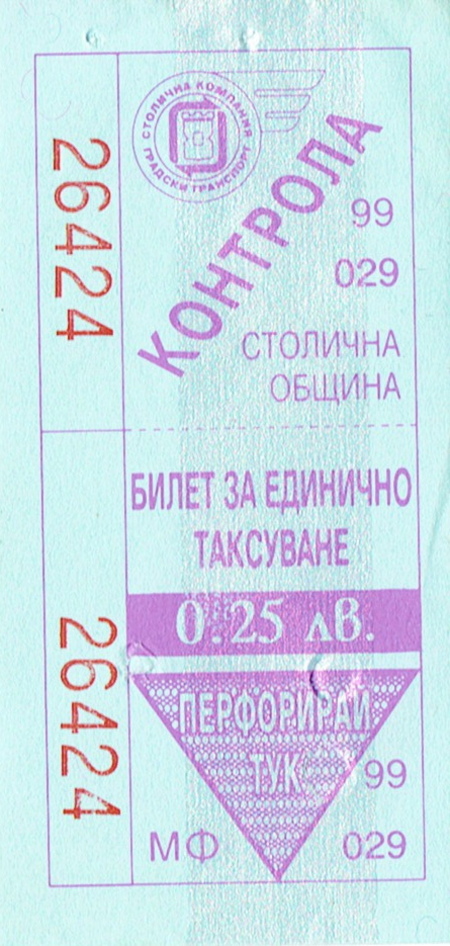 СТОЛИЧНА КОМПАНИЯ
ГРАДСКИ ТРАНСПОРТ
КОНТРОЛА
26424
99
029
СТОЛИЧНА
ОБЩИНА
БИЛЕТ ЗА ЕДИНИЧНО
ТАКСУВАНЕ
0.25 лв.
26424
ПЕРФОРИРАЙ
ТУК
99
МФ 029